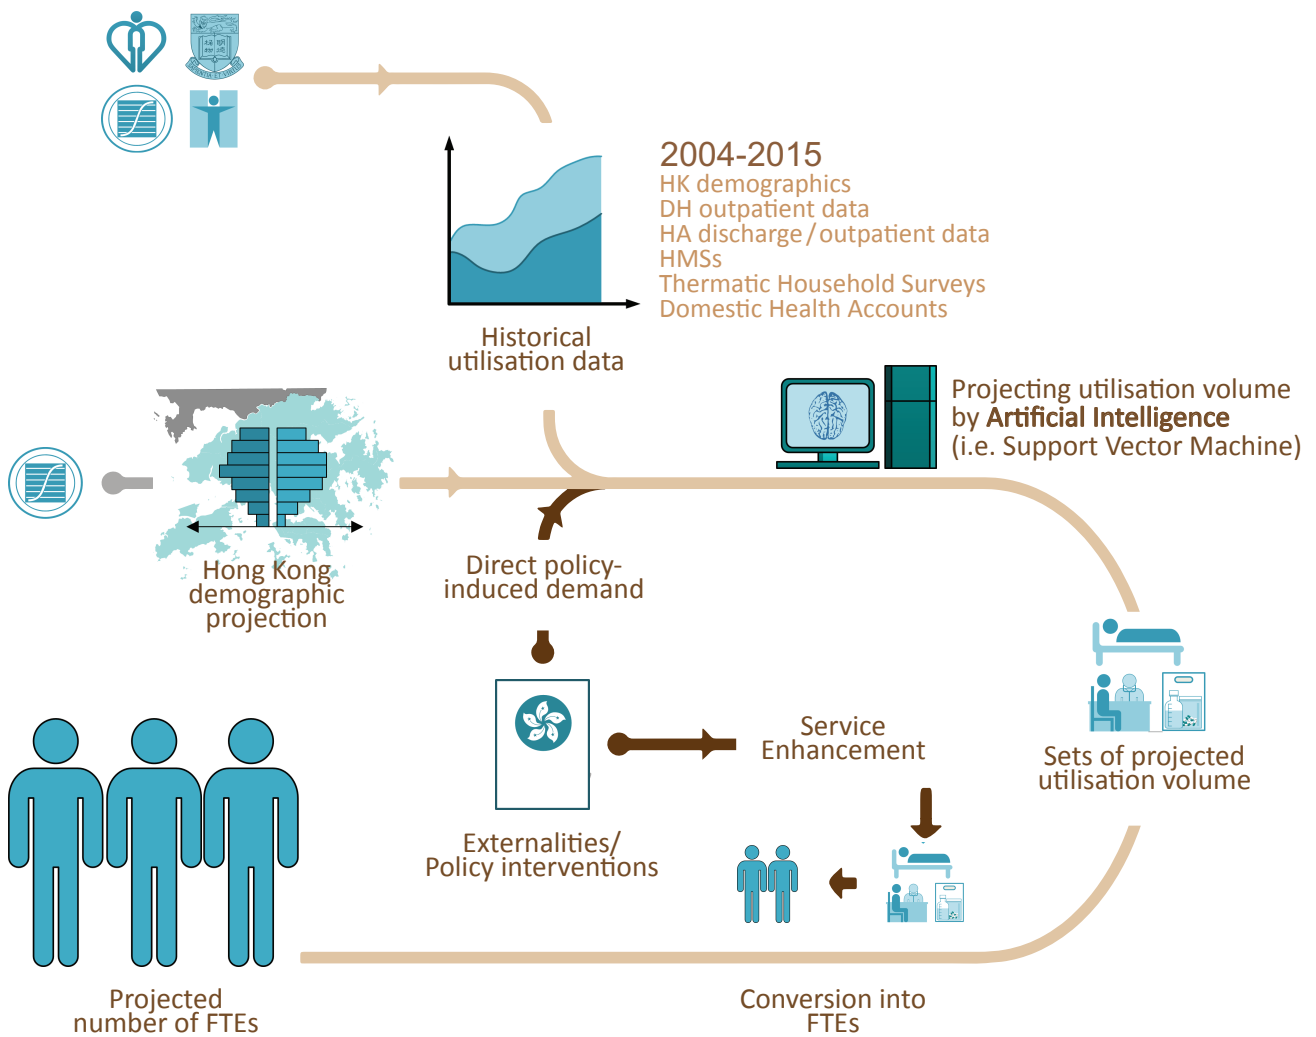 2004-2015
HK demographics
DH outpatient data
HA discharge/outpatient data
HMSs
Thermatic Household Surveys
Domestic Health Accounts
Historical
utilisation data
Projecting utilisation volume
by Artificial Intelligence
(i.e. Support Vector Machine)
Hong Kong
demographic
projection
Direct policy-
induced demand
Service
Enhancement
Sets of projected
utilisation volume
Externalities/
Policy interventions
Projected
number of FTEs
Conversion into
FTEs